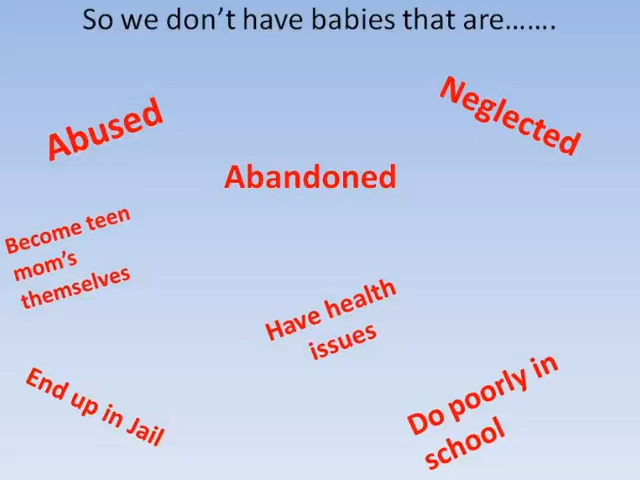 So we don't have babies that are…….
Abused
Neglected
Abandoned
Become teen
mom's
themselves
Have health
issues
End up in Jail
Do poorly in
school